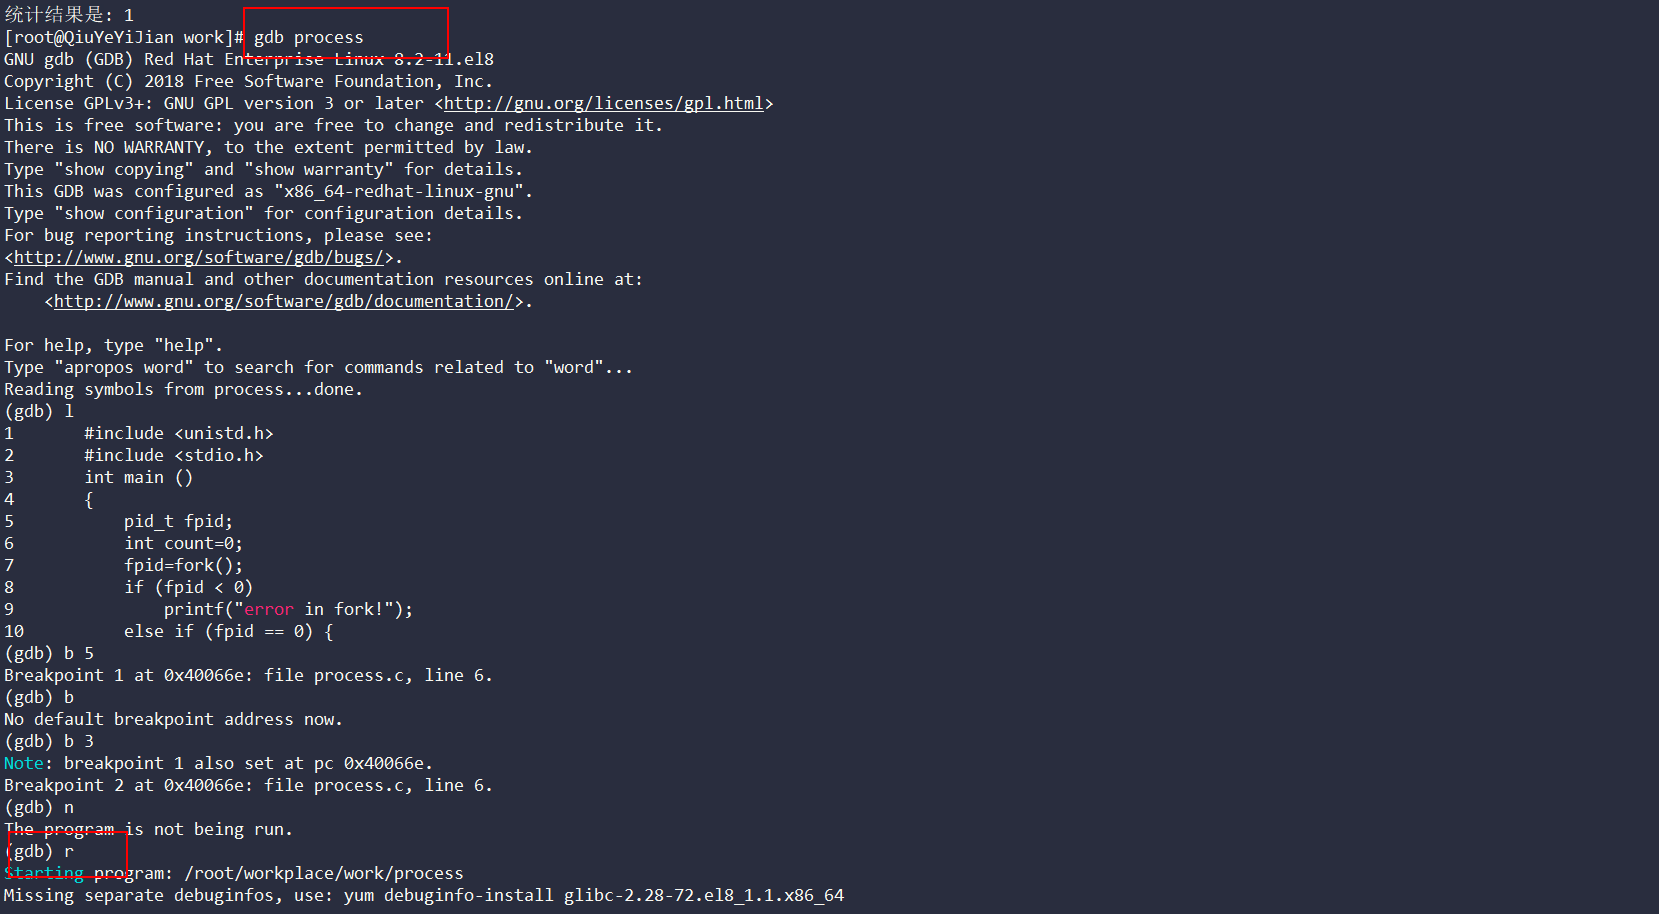 统计结果是: 1
[root@QiuYeYiJian work]# gdb process
GNU gdb (GDB) Red Hat Enterprise Linux 8.2-11.el8
Copyright (C) 2018 Free Software Foundation, Inc.
License GPLv3+: GNU GPL version 3 or later <http://gnu.org/licenses/gpl.html>
This is free software: you are free to change and redistribute it.
There is NO WARRANTY, to the extent permitted by law.
Type "show copying" and "show warranty" for details.
This GDB was configured as "x86_64-redhat-linux-gnu".
Type "show configuration" for configuration details.
For bug reporting instructions, please see:
<http://www.gnu.org/software/gdb/bugs/>.
Find the GDB manual and other documentation resources online at:
    <http://www.gnu.org/software/gdb/documentation/>.

For help, type "help".
Type "apropos word" to search for commands related to "word"...
Reading symbols from process...done.
(gdb) l
1       #include <unistd.h>
2       #include <stdio.h>
3       int main ()
4       {
5           pid_t fpid;
6           int count=0;
7           fpid=fork();
8           if (fpid < 0)
9               printf("error in fork!");
10          else if (fpid == 0) {
(gdb) b 5
Breakpoint 1 at 0x40066e: file process.c, line 6.
(gdb) b
No default breakpoint address now.
(gdb) b 3
Note: breakpoint 1 also set at pc 0x40066e.
Breakpoint 2 at 0x40066e: file process.c, line 6.
(gdb) n
The program is not being run.
(gdb) r
Starting program: /root/workplace/work/process
Missing separate debuginfos, use: yum debuginfo-install glibc-2.28-72.el8_1.1.x86_64